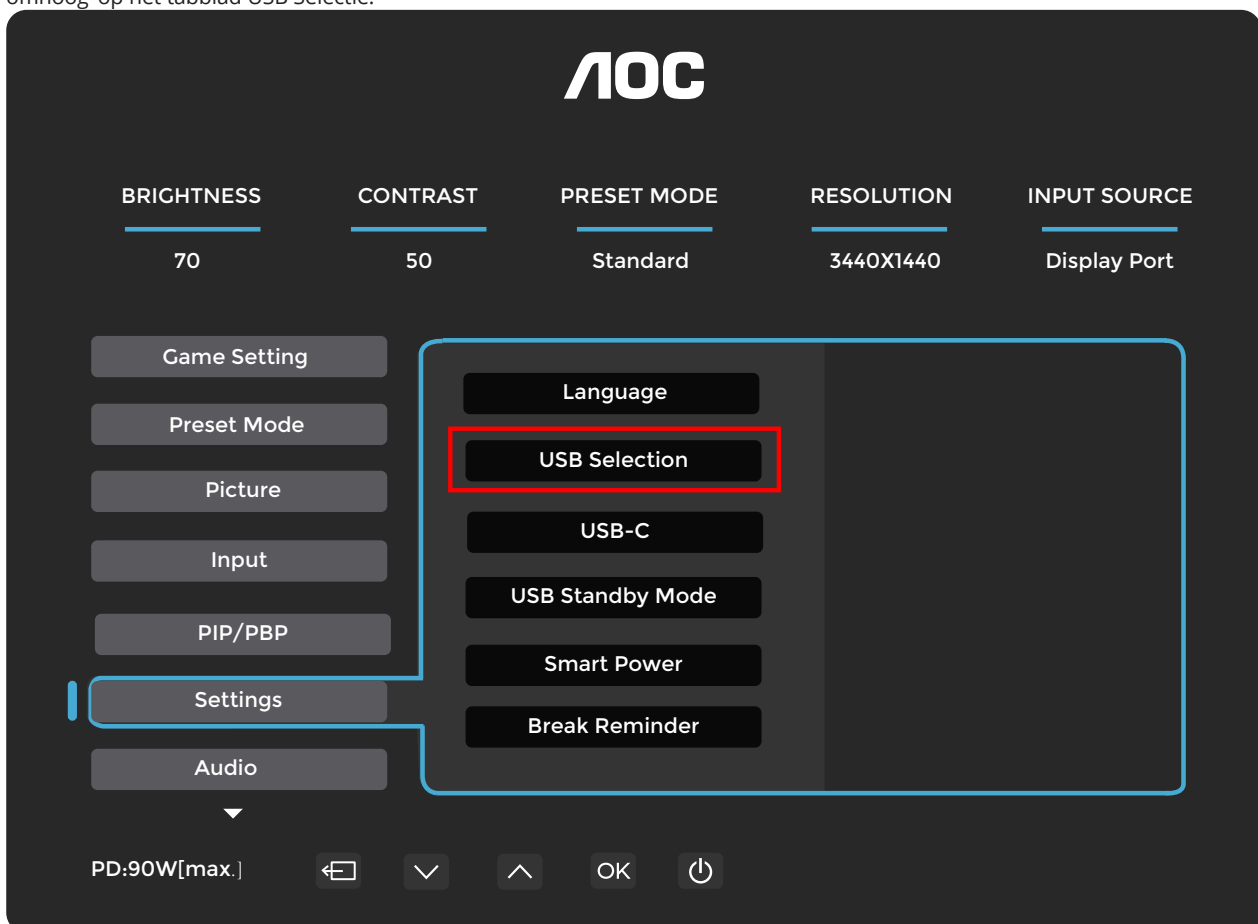 omhoog' op het tabblad USB Selectie.
AOC
BRIGHTNESS CONTRAST PRESET MODE RESOLUTION INPUT SOURCE
70 50 Standard 3440X1440 Display Port
Game Setting
Preset Mode
Picture
Input
PIP/PBP
Settings
Audio
Language
USB Selection
USB-C
USB Standby Mode
Smart Power
Break Reminder
PD:90W[max.] OK